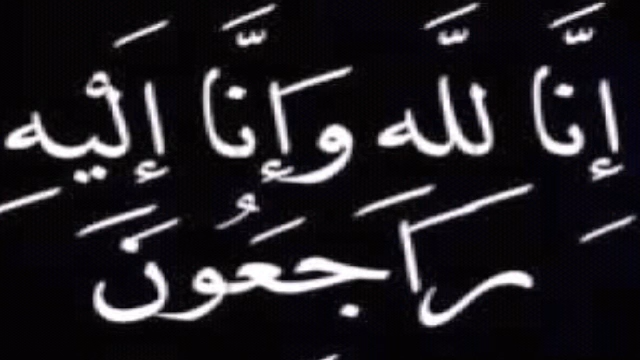 إِنَّا لِلَّهِ وَإِنَّا إِلَيْهِ
رَاجَعُونَ